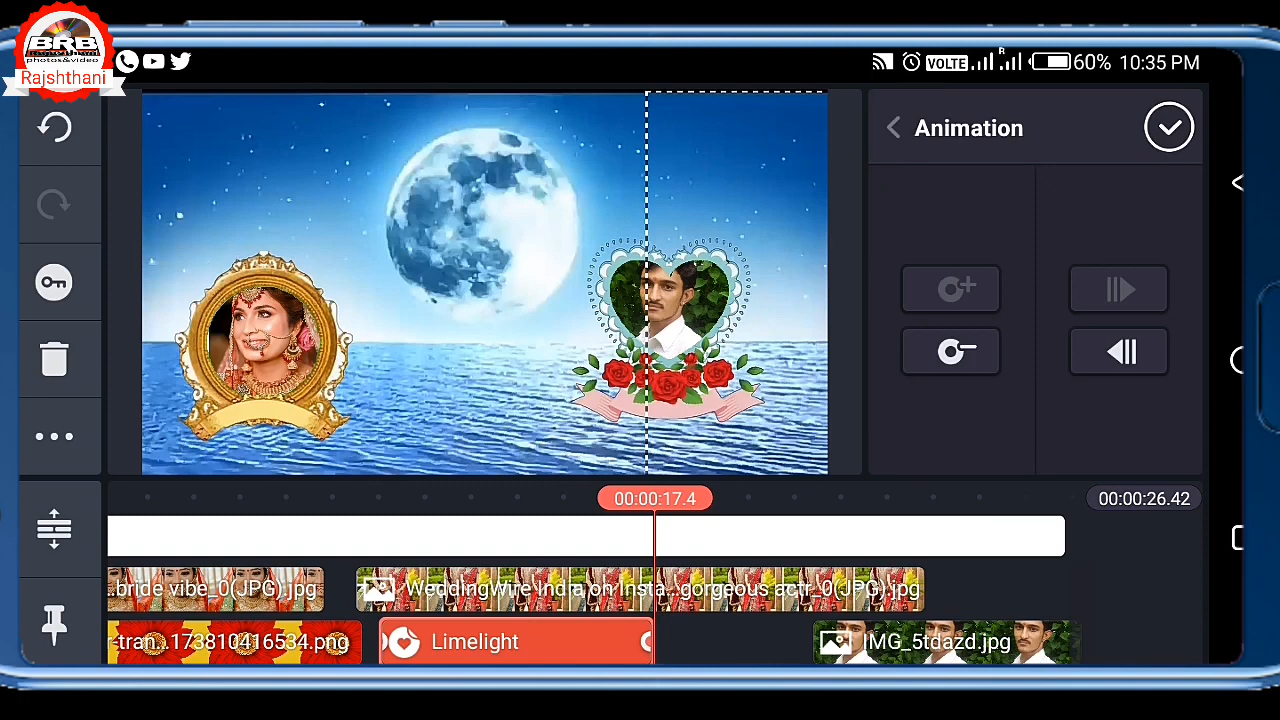 BRB
photos&video
Rajshthani
VOLTE
R
60%
10:35 PM
Animation
00:00:17.4
00:00:26.42
bride vibe_0(JPG).jpg
WeddingWire India on Insta...gorgeous actr_0(JPG).jpg
r-tran...173810416534.png
Limelight
IMG_5tdazd.jpg